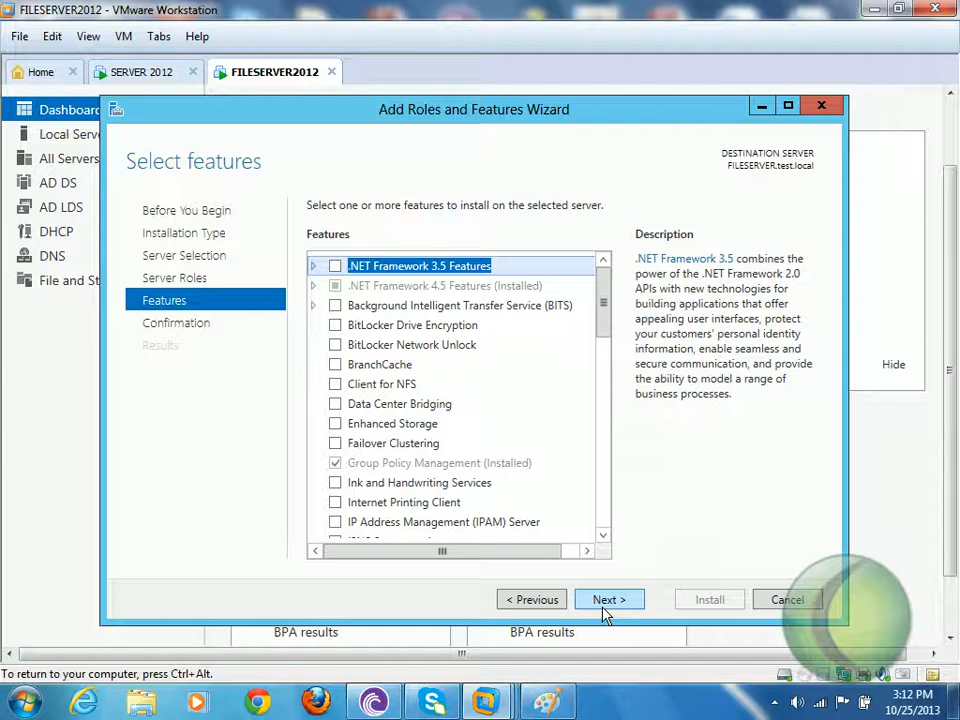 FILESERVER2012 - VMware Workstation
File Edit View VM Tabs Help
Home SERVER 2012 FILESERVER2012
Dashboard
Local Serve
All Servers
AD DS
AD LDS
DHCP
DNS
File and St
Add Roles and Features Wizard
Select features
DESTINATION SERVER
FILESERVER.test.local
Before You Begin
Installation Type
Server Selection
Server Roles
Features
Confirmation
Results
Select one or more features to install on the selected server.
Features
.NET Framework 3.5 Features
.NET Framework 4.5 Features (Installed)
Background Intelligent Transfer Service (BITS)
BitLocker Drive Encryption
BitLocker Network Unlock
BranchCache
Client for NFS
Data Center Bridging
Enhanced Storage
Failover Clustering
Group Policy Management (Installed)
Ink and Handwriting Services
Internet Printing Client
IP Address Management (IPAM) Server
Description
.NET Framework 3.5 combines the
power of the .NET Framework 2.0
APIs with new technologies for
building applications that offer
appealing user interfaces, protect
your customers' personal identity
information, enable seamless and
secure communication, and provide
the ability to model a range of
business processes.
Hide
< Previous Next > Install Cancel
BPA results BPA results
To return to your computer, press Ctrl+Alt.
3:12 PM
10/25/2013